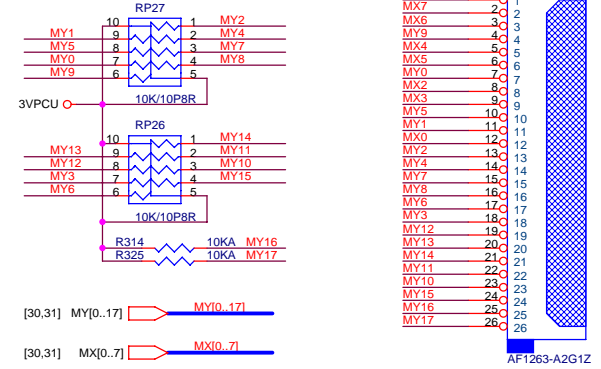 RP27
10 1 MY2
MY1 9 2 MY4
MY5 8 3 MY7
MY0 7 4 MY8
MY9 6 5
10K/10P8R
3VPCU
RP26
10 1 MY14
MY13 9 2 MY11
MY12 8 3 MY10
MY3 7 4 MY15
MY6 6 5
10K/10P8R
R314 10KA MY16
R325 10KA MY17
[30,31] MY[0..17] MY[0..17]
[30,31] MX[0..7] MX[0..7]
MX7 2 2
MX6 3 3
MY9 4 4
MX4 5 5
MX5 6 6
MY0 7 7
MX2 8 8
MX3 9 9
MY5 10 10
MY1 11 11
MX0 12 12
MY2 13 13
MY4 14 14
MY7 15 15
MY8 16 16
MY6 17 17
MY3 18 18
MY12 19 19
MY13 20 20
MY14 21 21
MY11 22 22
MY10 23 23
MY15 24 24
MY16 25 25
MY17 26 26
AF1263-A2G1Z